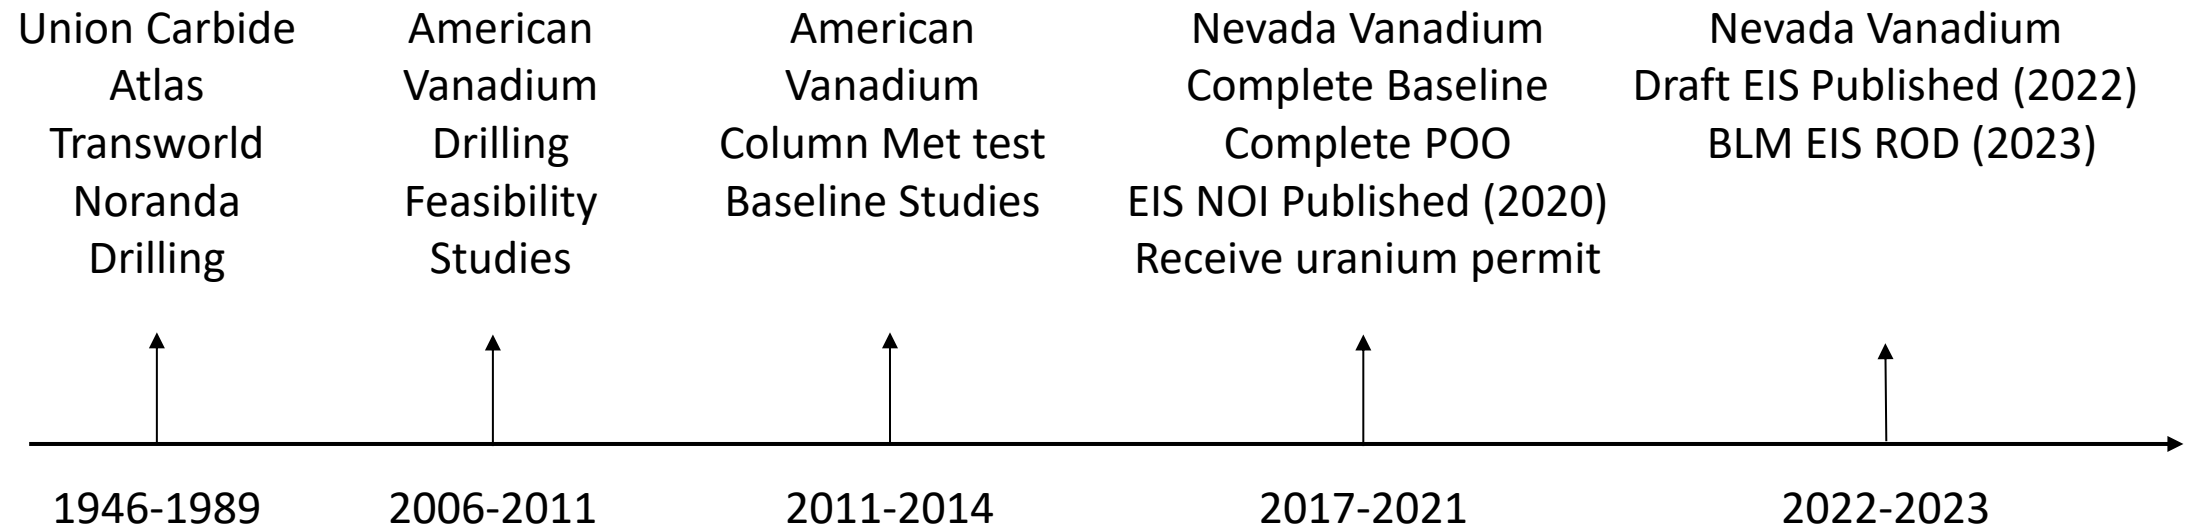 Union Carbide
Atlas
Transworld
Noranda
Drilling
American
Vanadium
Drilling
Feasibility
Studies
American
Vanadium
Column Met test
Baseline Studies
Nevada Vanadium
Complete Baseline
Complete POO
EIS NOI Published (2020)
Receive uranium permit
Nevada Vanadium
Draft EIS Published (2022)
BLM EIS ROD (2023)
1946-1989
2006-2011
2011-2014
2017-2021
2022-2023